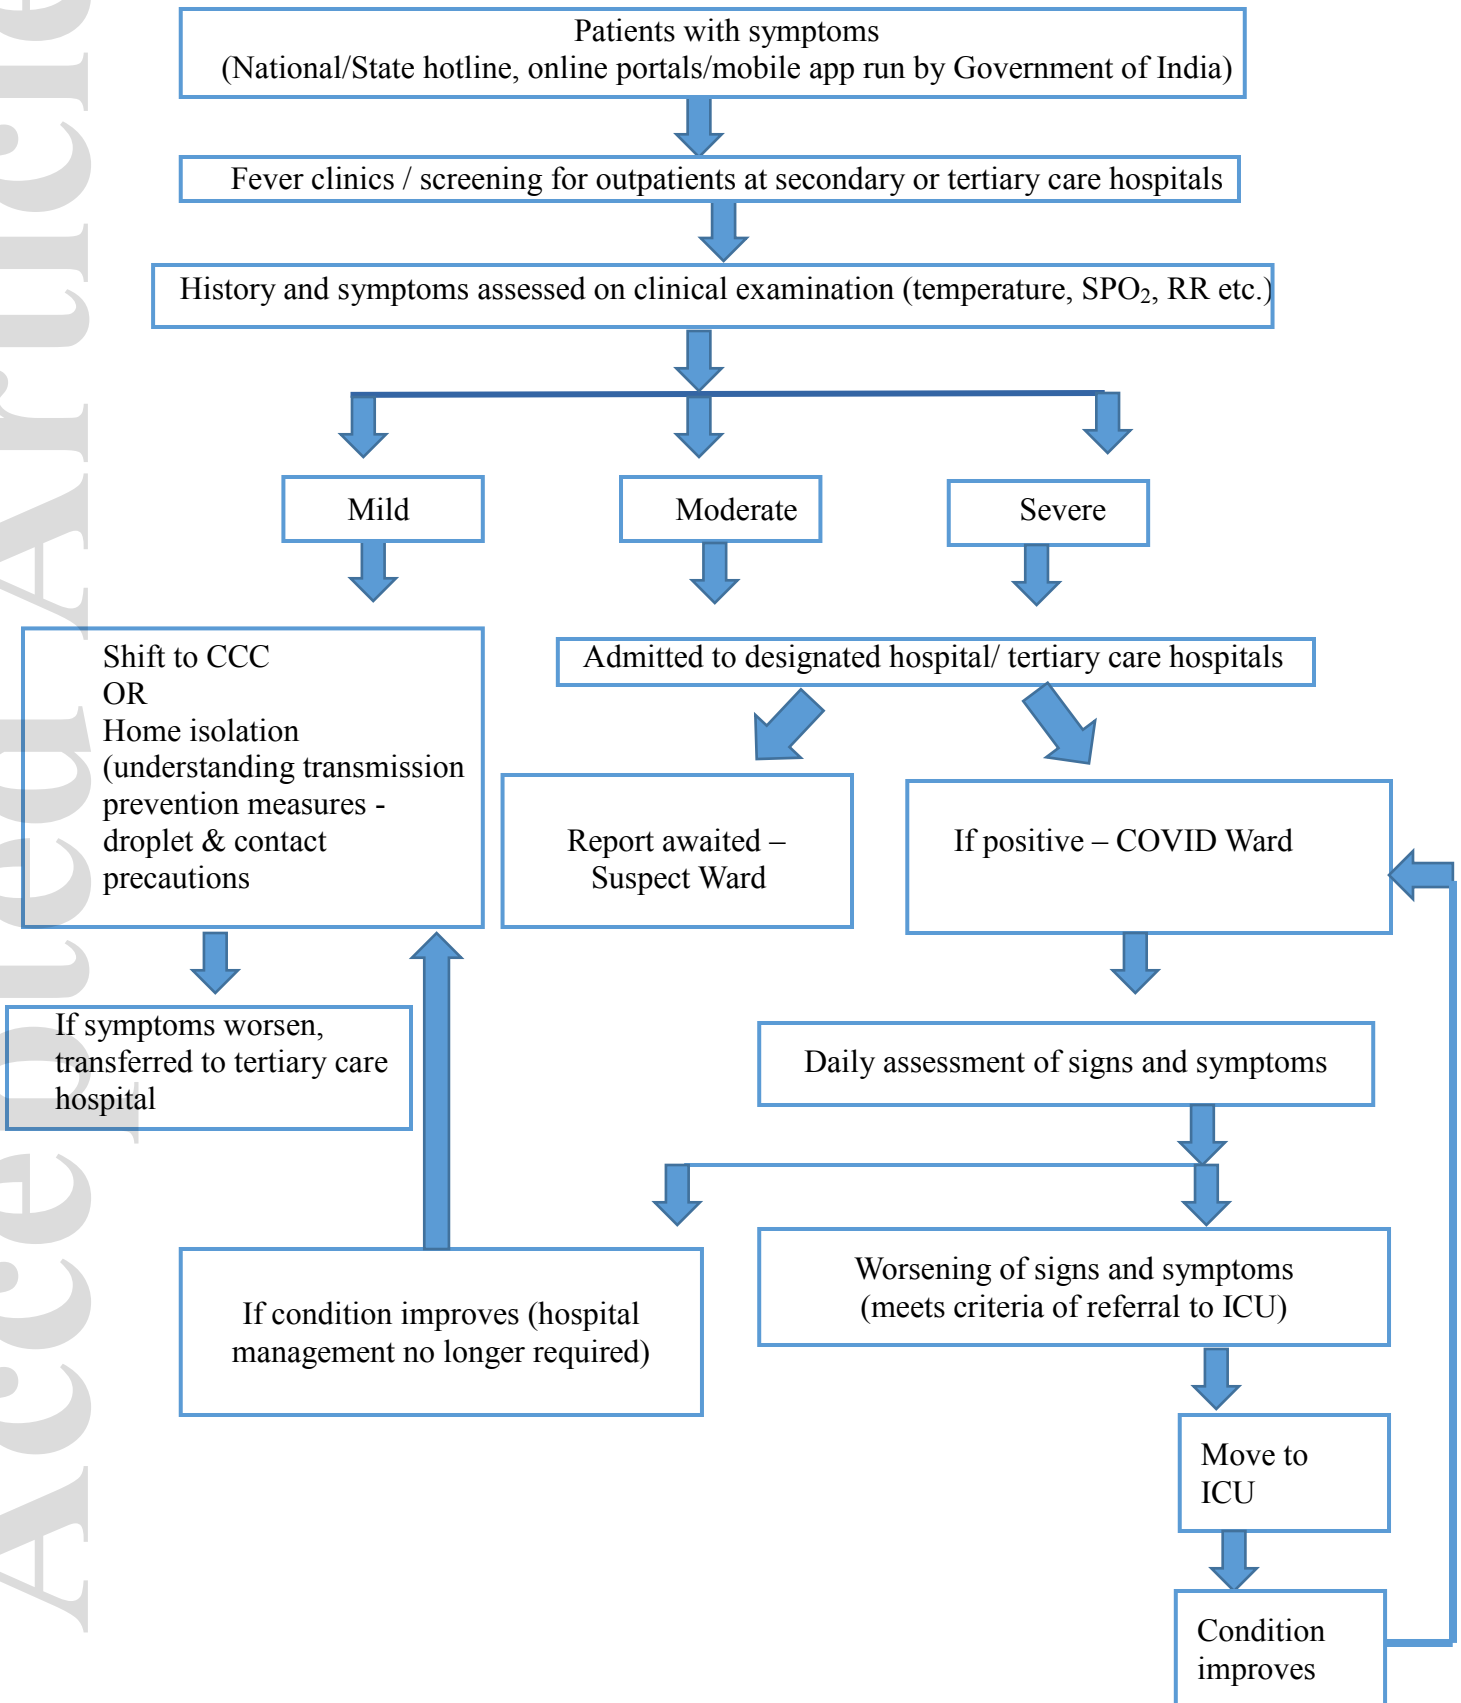 Patients with symptoms
(National/State hotline, online portals/mobile app run by Government of India)
Fever clinics / screening for outpatients at secondary or tertiary care hospitals
History and symptoms assessed on clinical examination (temperature, SPO₂, RR etc.)
Mild
Moderate
Severe
Shift to CCC
OR
Home isolation
(understanding transmission
prevention measures -
droplet & contact
precautions
Admitted to designated hospital/ tertiary care hospitals
Report awaited –
Suspect Ward
If positive – COVID Ward
If symptoms worsen,
transferred to tertiary care
hospital
Daily assessment of signs and symptoms
If condition improves (hospital
management no longer required)
Worsening of signs and symptoms
(meets criteria of referral to ICU)
Move to
ICU
Condition
improves
Accepted Article